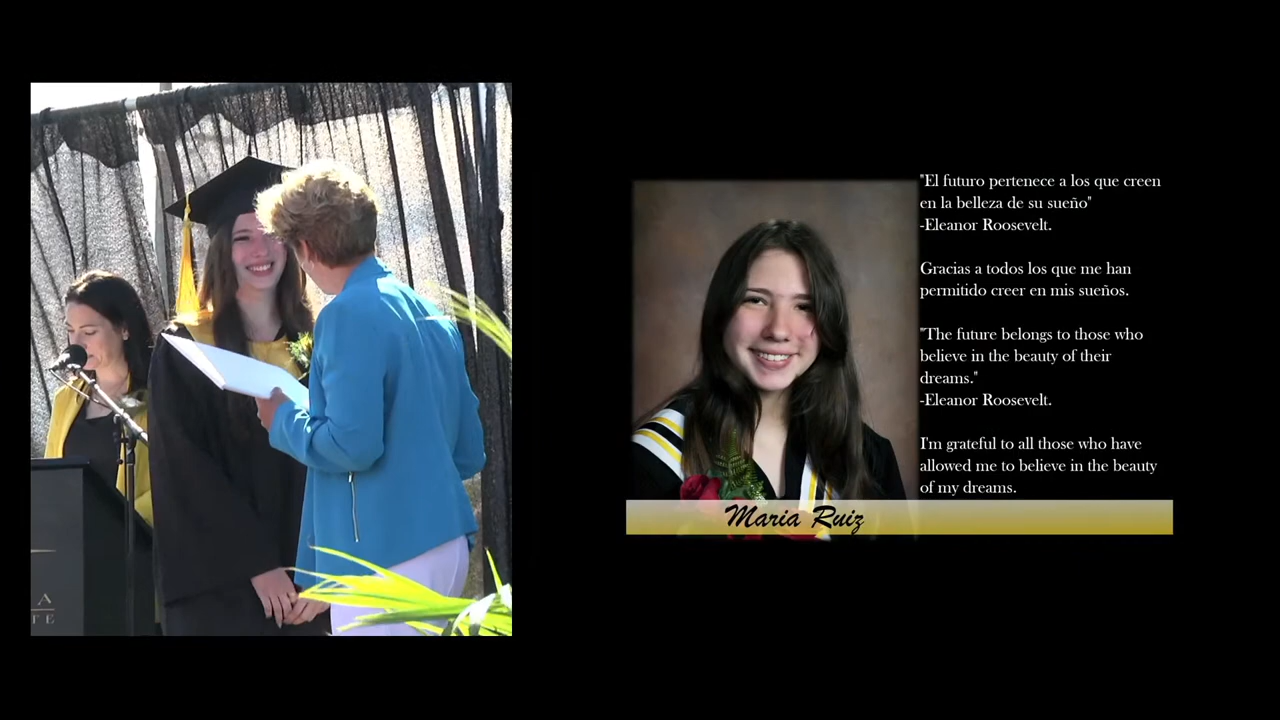 "El futuro pertenece a los que creen
en la belleza de su sueño"
-Eleanor Roosevelt.
Gracias a todos los que me han
permitido creer en mis sueños.
"The future belongs to those who
believe in the beauty of their
dreams."
-Eleanor Roosevelt.
I'm grateful to all those who have
allowed me to believe in the beauty
of my dreams.
Maria Ruiz